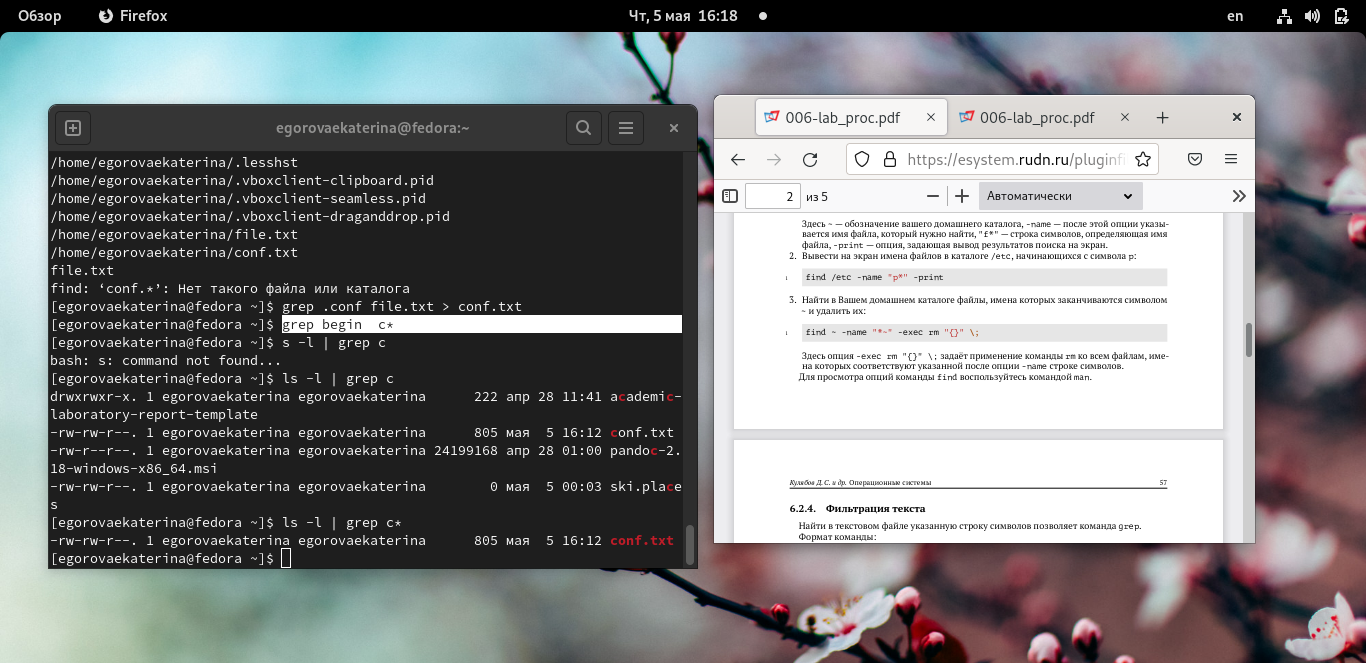 Обзор
Firefox
Чт, 5 мая 16:18
en
egorovaekaterina@fedora:~
/home/egorovaekaterina/.lesshst
/home/egorovaekaterina/.vboxclient-clipboard.pid
/home/egorovaekaterina/.vboxclient-seamless.pid
/home/egorovaekaterina/.vboxclient-draganddrop.pid
/home/egorovaekaterina/file.txt
/home/egorovaekaterina/conf.txt
file.txt
find: ‘conf.*’: Нет такого файла или каталога
[egorovaekaterina@fedora ~]$ grep .conf file.txt > conf.txt
[egorovaekaterina@fedora ~]$ grep begin  c*
[egorovaekaterina@fedora ~]$ s -l | grep c
bash: s: command not found...
[egorovaekaterina@fedora ~]$ ls -l | grep c
drwxrwxr-x. 1 egorovaekaterina egorovaekaterina      222 апр 28 11:41 academic-
laboratory-report-template
-rw-rw-r--. 1 egorovaekaterina egorovaekaterina      805 мая  5 16:12 conf.txt
-rw-r--r--. 1 egorovaekaterina egorovaekaterina 24199168 апр 28 01:00 pandoc-2.
18-windows-x86_64.msi
-rw-rw-r--. 1 egorovaekaterina egorovaekaterina        0 мая  5 00:03 ski.place
s
[egorovaekaterina@fedora ~]$ ls -l | grep c*
-rw-rw-r--. 1 egorovaekaterina egorovaekaterina      805 мая  5 16:12 conf.txt
[egorovaekaterina@fedora ~]$
006-lab_proc.pdf
006-lab_proc.pdf
https://esystem.rudn.ru/pluginfi
2 из 5
Автоматически
Здесь ~ — обозначение вашего домашнего каталога, -name — после этой опции указы-
вается имя файла, который нужно найти, "f*" — строка символов, определяющая имя
файла, -print — опция, задающая вывод результатов поиска на экран.
2. Вывести на экран имена файлов в каталоге /etc, начинающихся с символа p:
1 find /etc -name "p*" -print
3. Найти в Вашем домашнем каталоге файлы, имена которых заканчиваются символом
~ и удалить их:
1 find ~ -name "*~" -exec rm "{}" \;
Здесь опция -exec rm "{}" \; задаёт применение команды rm ко всем файлам, име-
на которых соответствуют указанной после опции -name строке символов.
Для просмотра опций команды find воспользуйтесь командой man.
Кулябов Д. С. и др. Операционные системы 57
6.2.4. Фильтрация текста
Найти в текстовом файле указанную строку символов позволяет команда grep.
Формат команды: